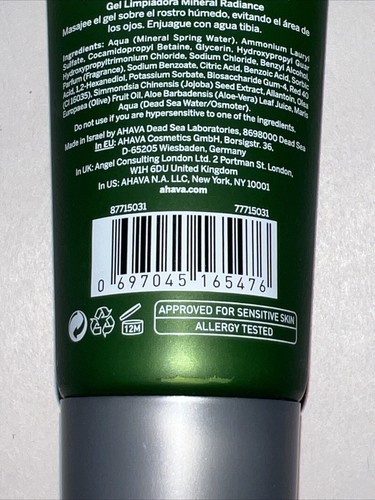 Gel Limpiadora Mineral Radiance
Masajee el gel sobre el rostro húmedo, evitando el área de
los ojos. Enjuague con agua tibia.
Ingredients: Aqua (Mineral Spring Water), Ammonium Lauryl
Sulfate, Cocamidopropyl Betaine, Glycerin, Hydroxypropyl Guar
Hydroxypropyltrimonium Chloride, Sodium Chloride, Benzyl Alcohol,
Parfum (Fragrance), Sodium Benzoate, Citric Acid, Benzoic Acid, Sorbic
Acid, 1,2-Hexanediol, Potassium Sorbate, Biosaccharide Gum-4, Red 40
(CI 16035), Simmondsia Chinensis (Jojoba) Seed Extract, Allantoin, Olea
Europaea (Olive) Fruit Oil, Aloe Barbadensis (Aloe-Vera) Leaf Juice, Maris
Aqua (Dead Sea Water/Osmoter).
Do not use if you are hypersensitive to one of the ingredients.
Made in Israel by AHAVA Dead Sea Laboratories, 8698000 Dead Sea
In EU: AHAVA Cosmetics GmbH, Borsigstr. 36,
D-65205 Wiesbaden, Germany
In UK: Angel Consulting London Ltd. 2 Portman St. London,
W1H 6DU United Kingdom
In US: AHAVA N.A. LLC, New York, NY 10001
ahava.com
87715031 77715031
0 697045 165476
12M
APPROVED FOR SENSITIVE SKIN
ALLERGY TESTED